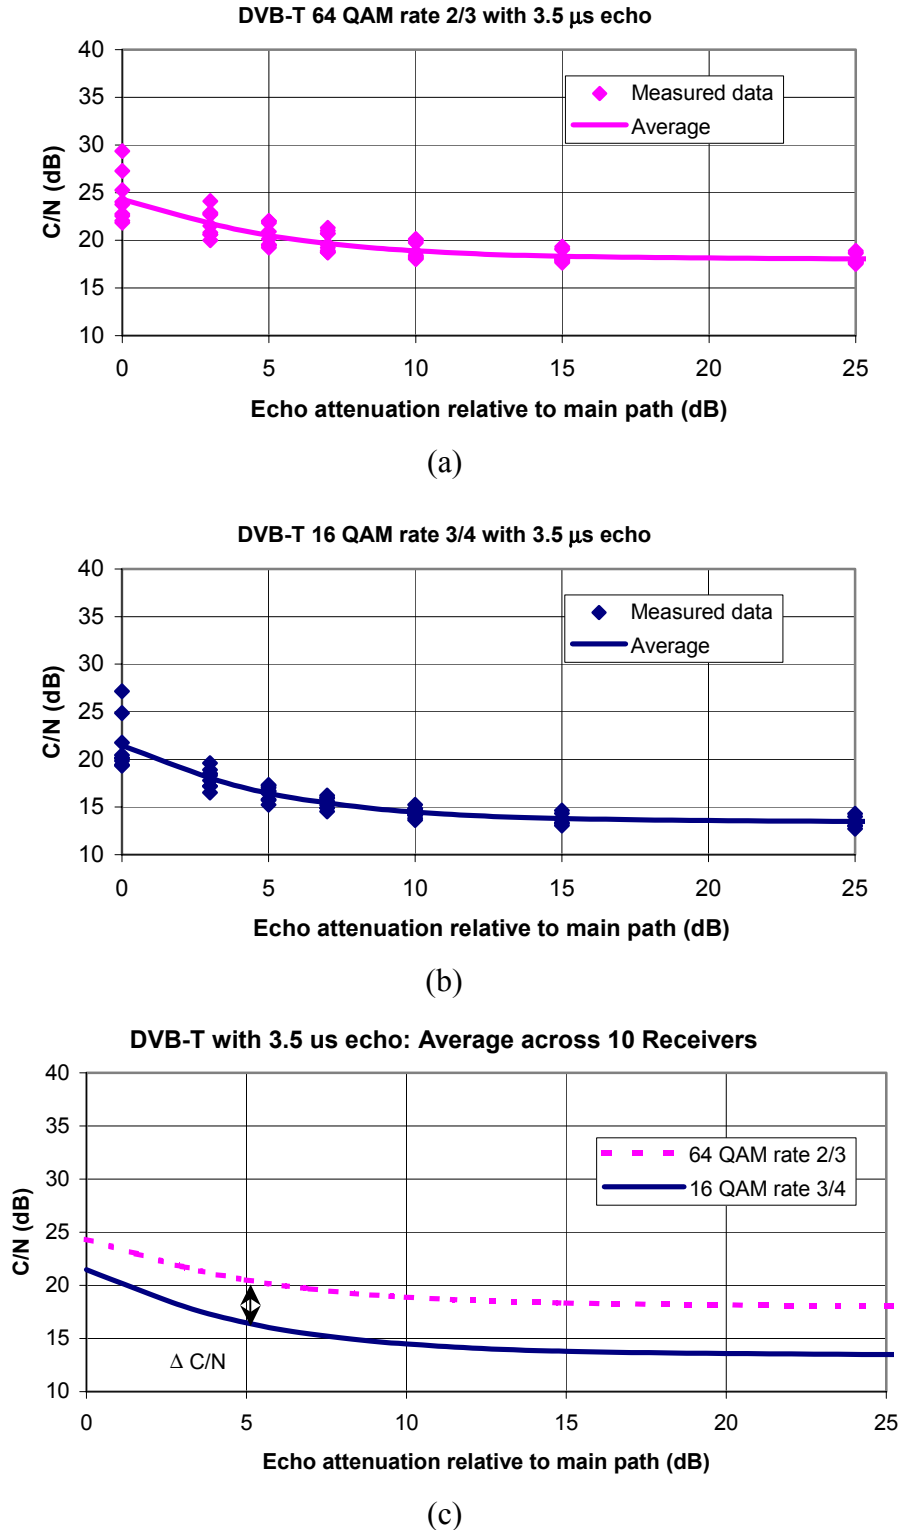 DVB-T 64 QAM rate 2/3 with 3.5 μs echo
40
35
30
25
20
15
10
C/N (dB)
Measured data
Average
0 5 10 15 20 25
Echo attenuation relative to main path (dB)
(a)
DVB-T 16 QAM rate 3/4 with 3.5 μs echo
40
35
30
25
20
15
10
C/N (dB)
Measured data
Average
0 5 10 15 20 25
Echo attenuation relative to main path (dB)
(b)
DVB-T with 3.5 us echo: Average across 10 Receivers
40
35
30
25
20
15
10
C/N (dB)
64 QAM rate 2/3
16 QAM rate 3/4
Δ C/N
0 5 10 15 20 25
Echo attenuation relative to main path (dB)
(c)